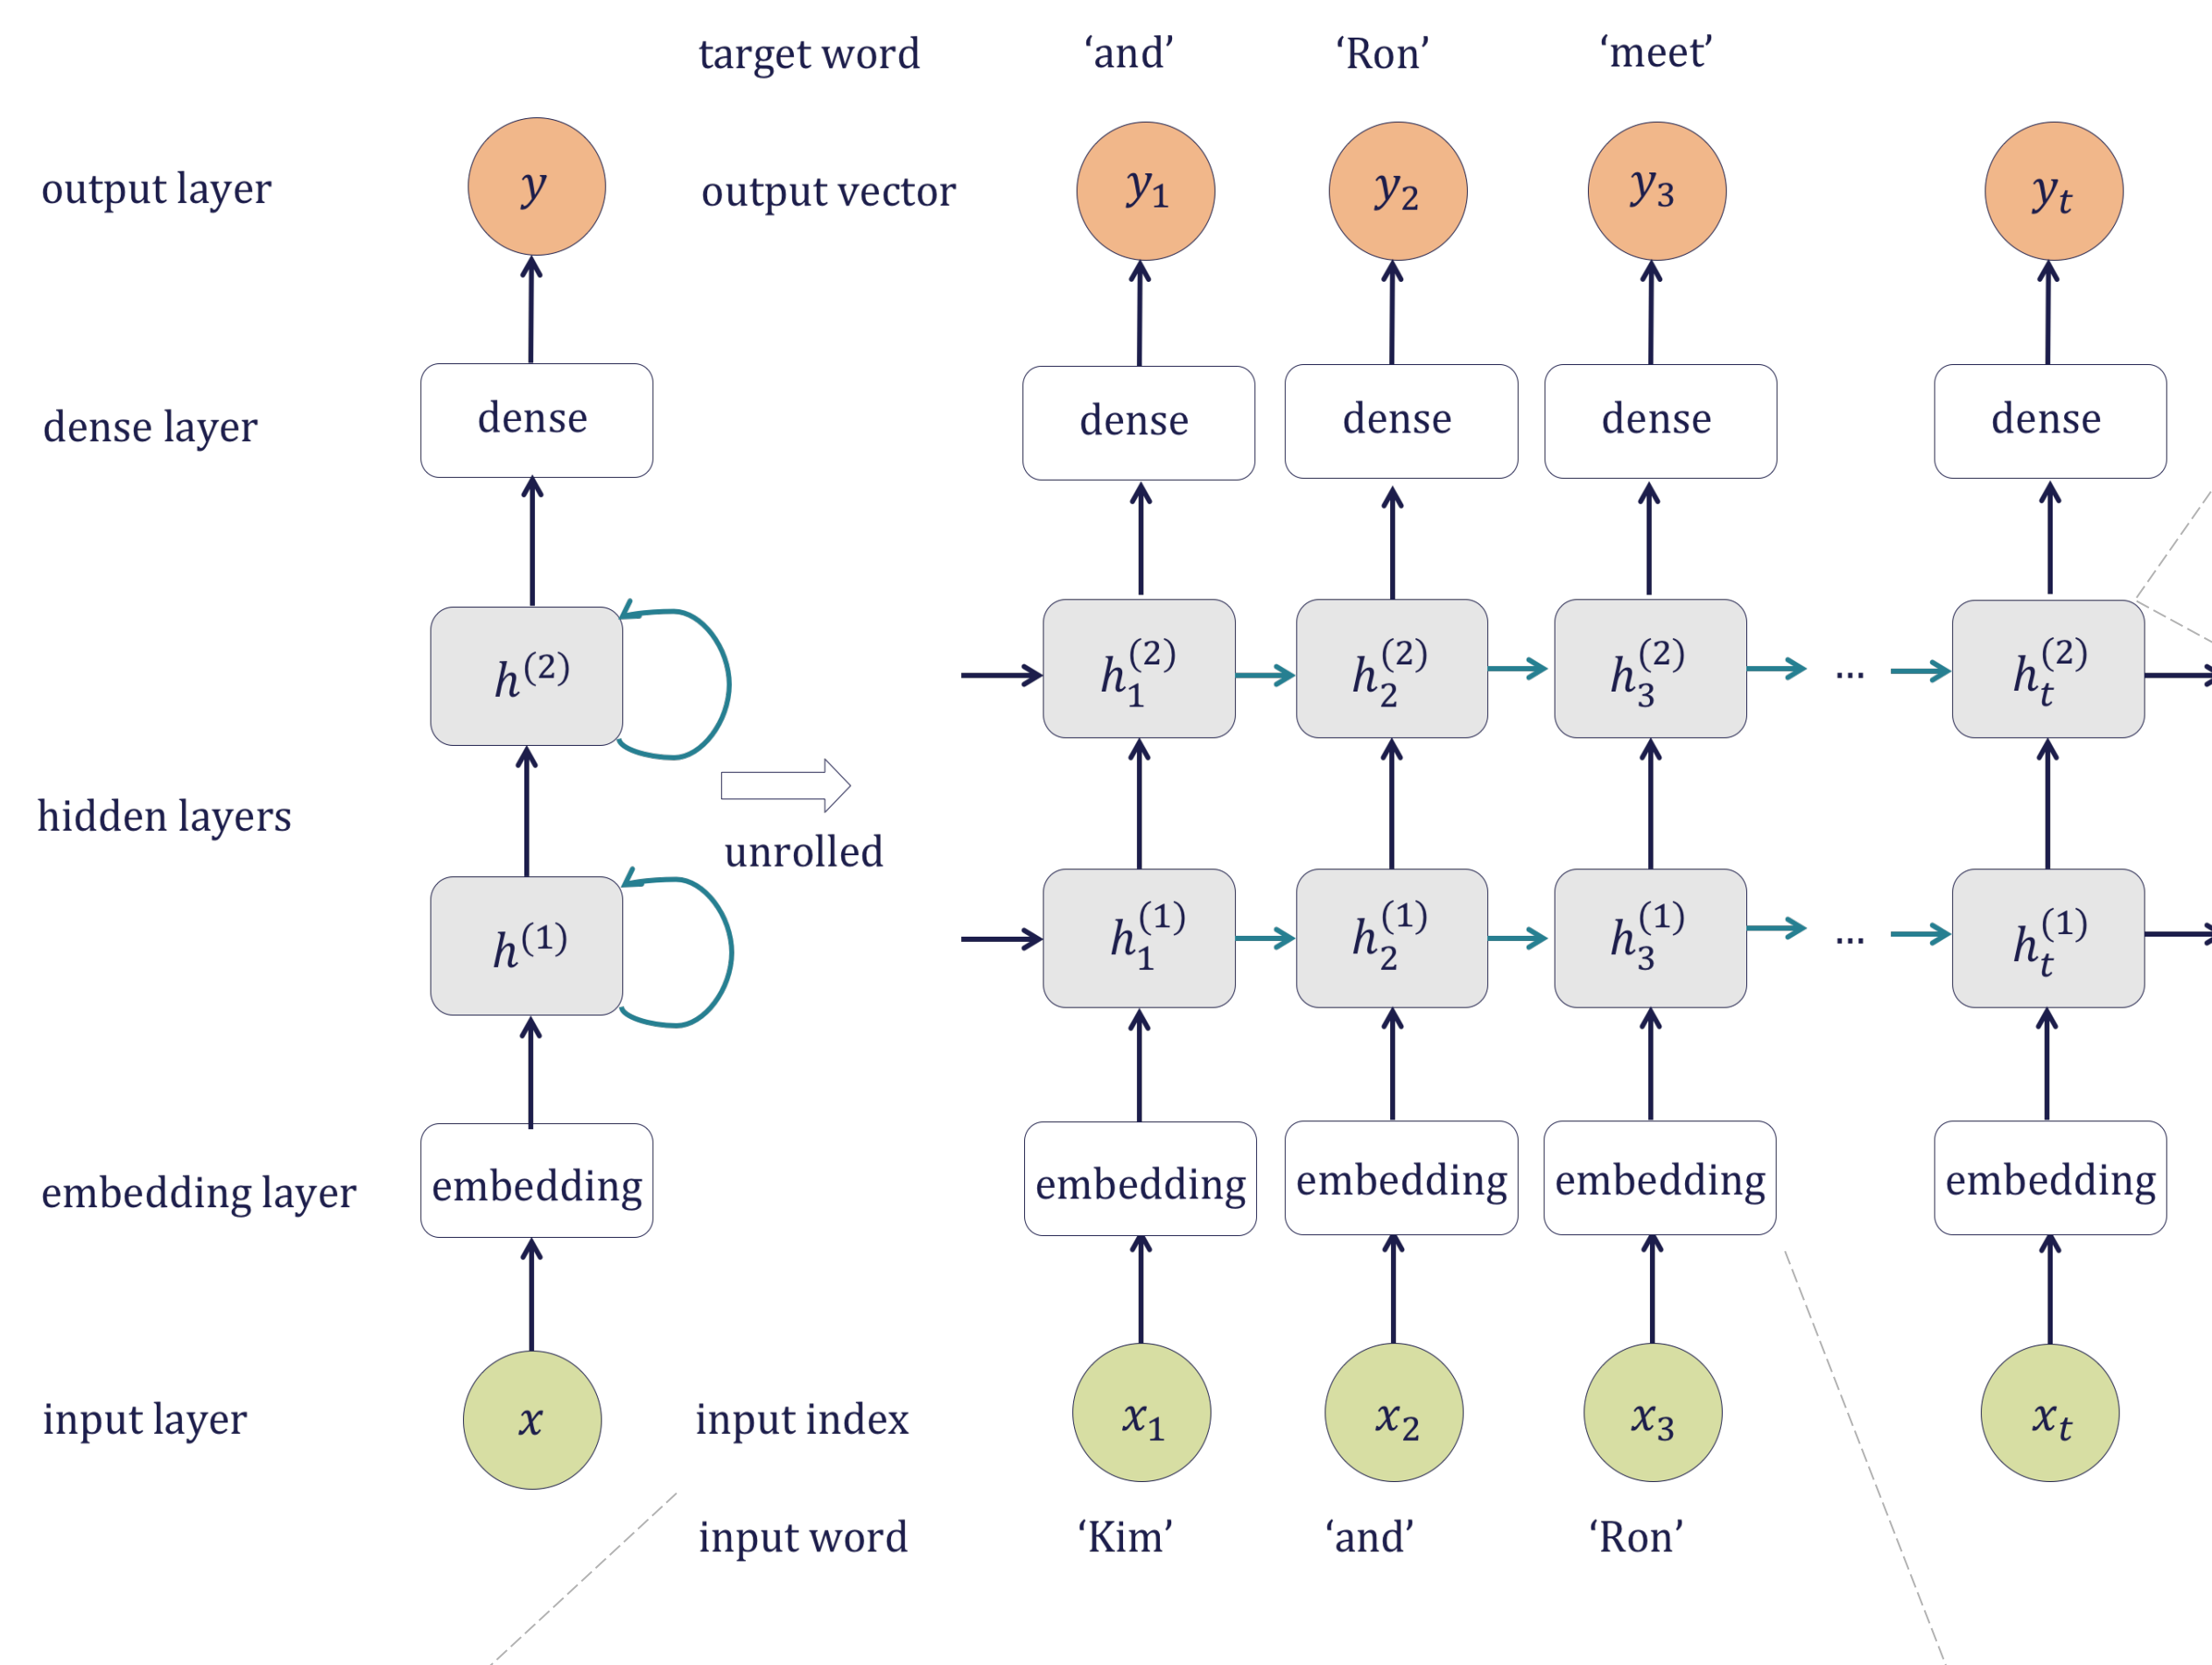 target word ‘and’ ‘Ron’ ‘meet’
output layer y output vector y₁ y₂ y₃ yₜ
dense layer dense dense dense dense dense
h⁽²⁾ h₁⁽²⁾ h₂⁽²⁾ h₃⁽²⁾ ... hₜ⁽²⁾
hidden layers
unrolled
h⁽¹⁾ h₁⁽¹⁾ h₂⁽¹⁾ h₃⁽¹⁾ ... hₜ⁽¹⁾
embedding layer embedding embedding embedding embedding embedding
input layer x input index x₁ x₂ x₃ xₜ
input word ‘Kim’ ‘and’ ‘Ron’